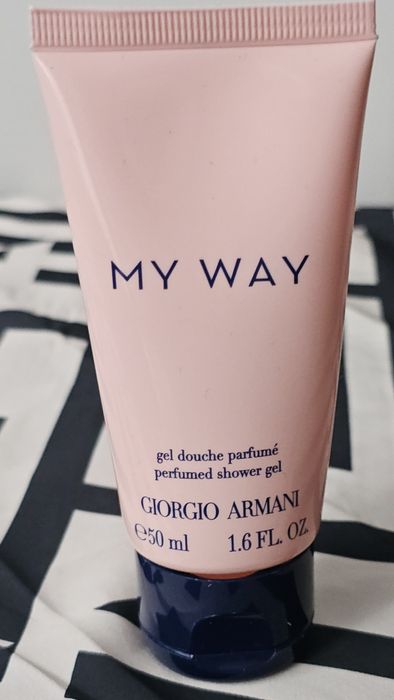 MY WAY
gel douche parfumé
perfumed shower gel
GIORGIO ARMANI
℮50 ml 1.6 FL. OZ.